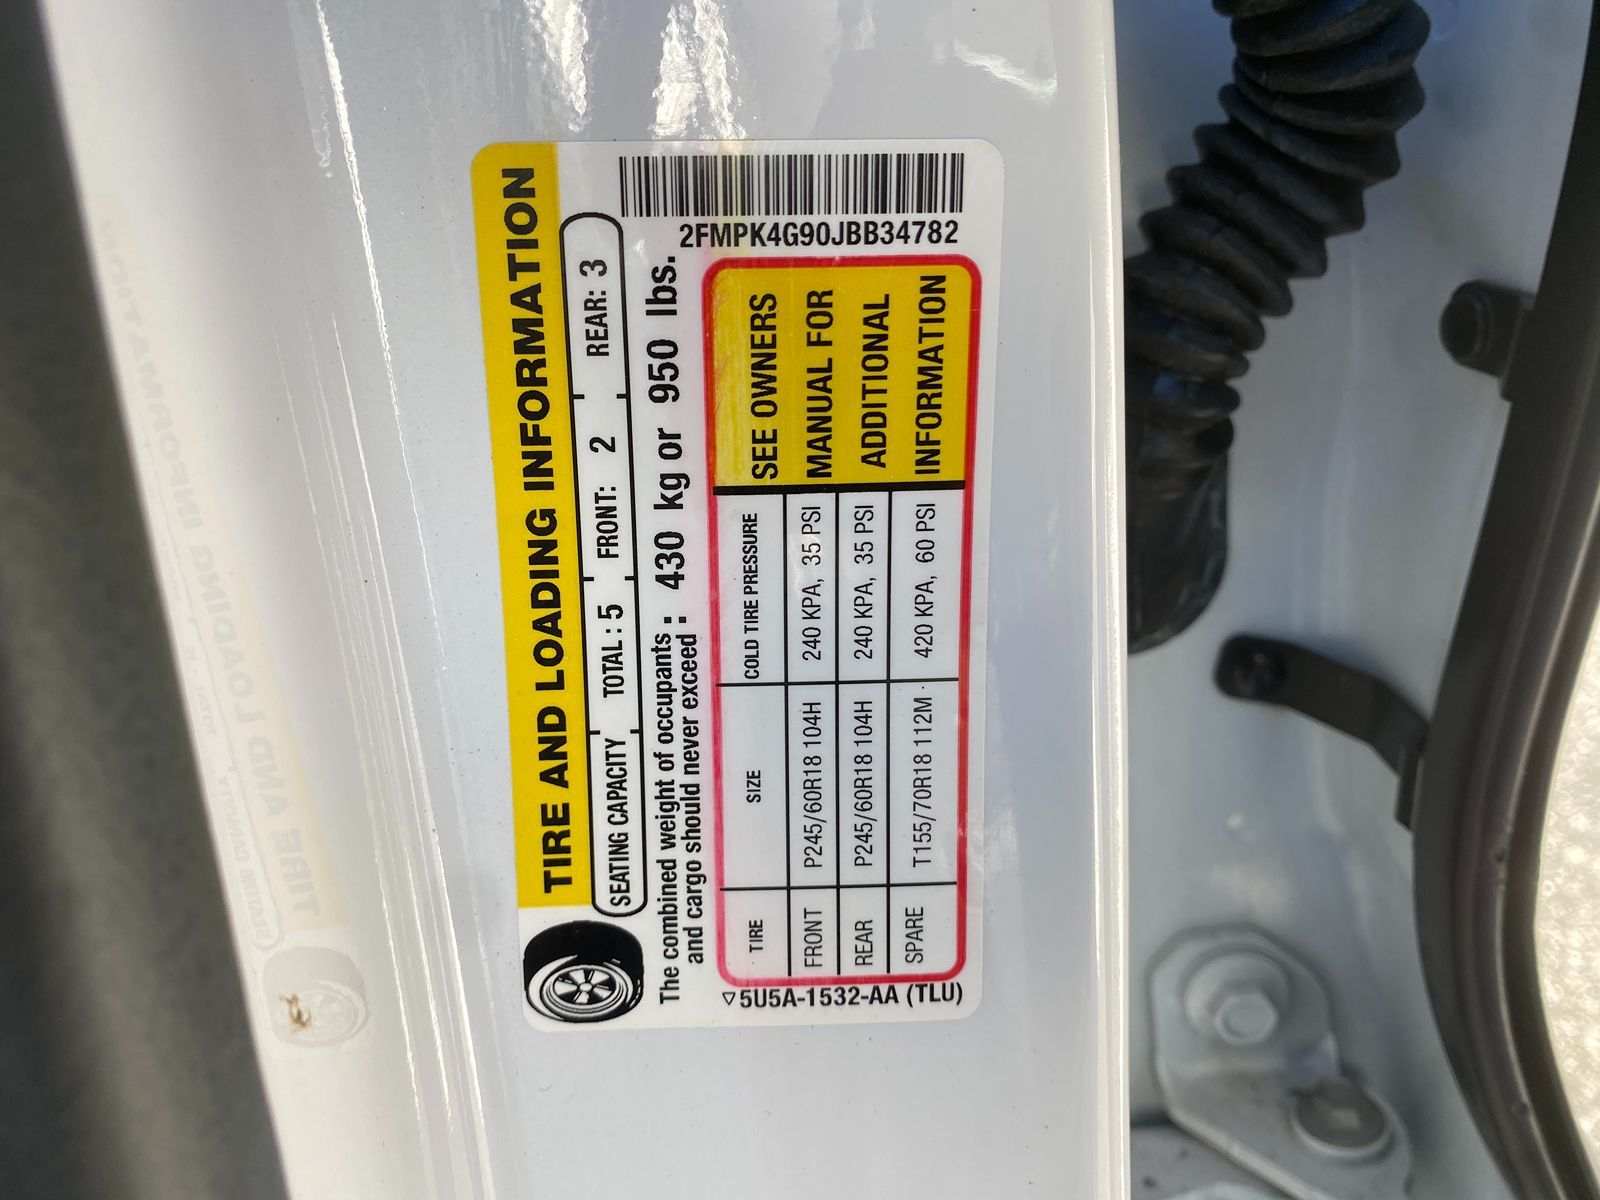 TIRE AND LOADING INFORMATION
SEATING CAPACITY TOTAL : 5 FRONT: 2 REAR: 3
The combined weight of occupants
and cargo should never exceed : 430 kg or 950 lbs.
TIRE SIZE COLD TIRE PRESSURE
FRONT P245/60R18 104H 240 KPA, 35 PSI
REAR P245/60R18 104H 240 KPA, 35 PSI
SPARE T155/70R18 112M 420 KPA, 60 PSI
SEE OWNERS
MANUAL FOR
ADDITIONAL
INFORMATION
5U5A-1532-AA (TLU)
2FMPK4G90JBB34782